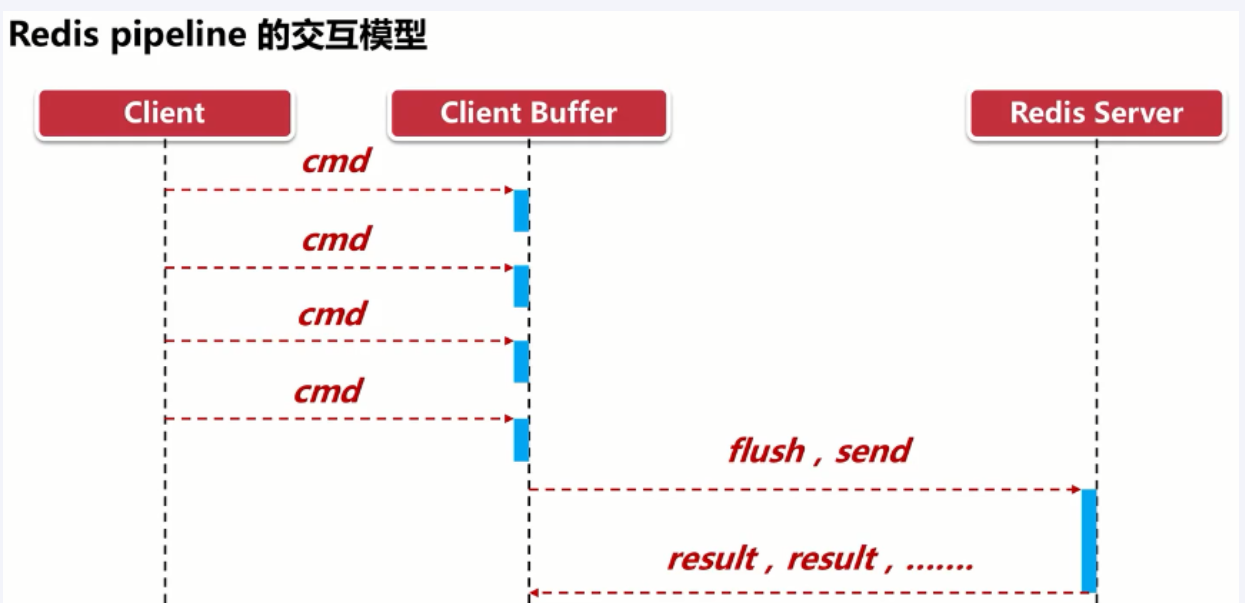 Redis pipeline 的交互模型
Client
Client Buffer
Redis Server
cmd
cmd
cmd
cmd
flush , send
result , result , .......